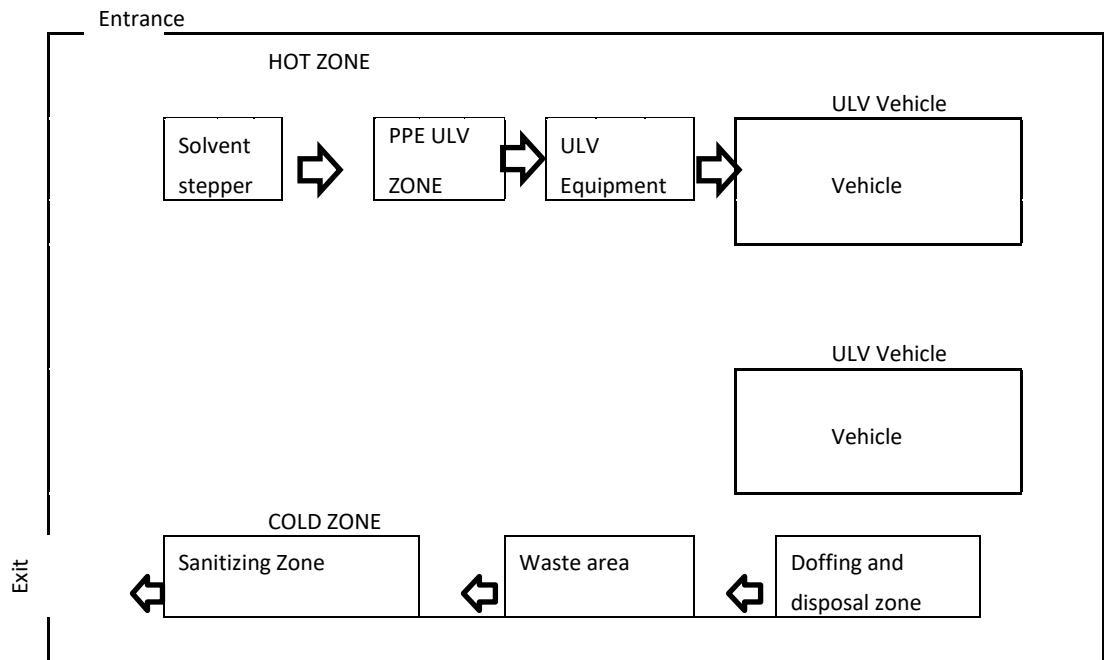 Entrance
HOT ZONE
ULV Vehicle
Solvent
stepper
PPE ULV
ZONE
ULV
Equipment
Vehicle
ULV Vehicle
Vehicle
COLD ZONE
Exit
Sanitizing Zone
Waste area
Doffing and
disposal zone